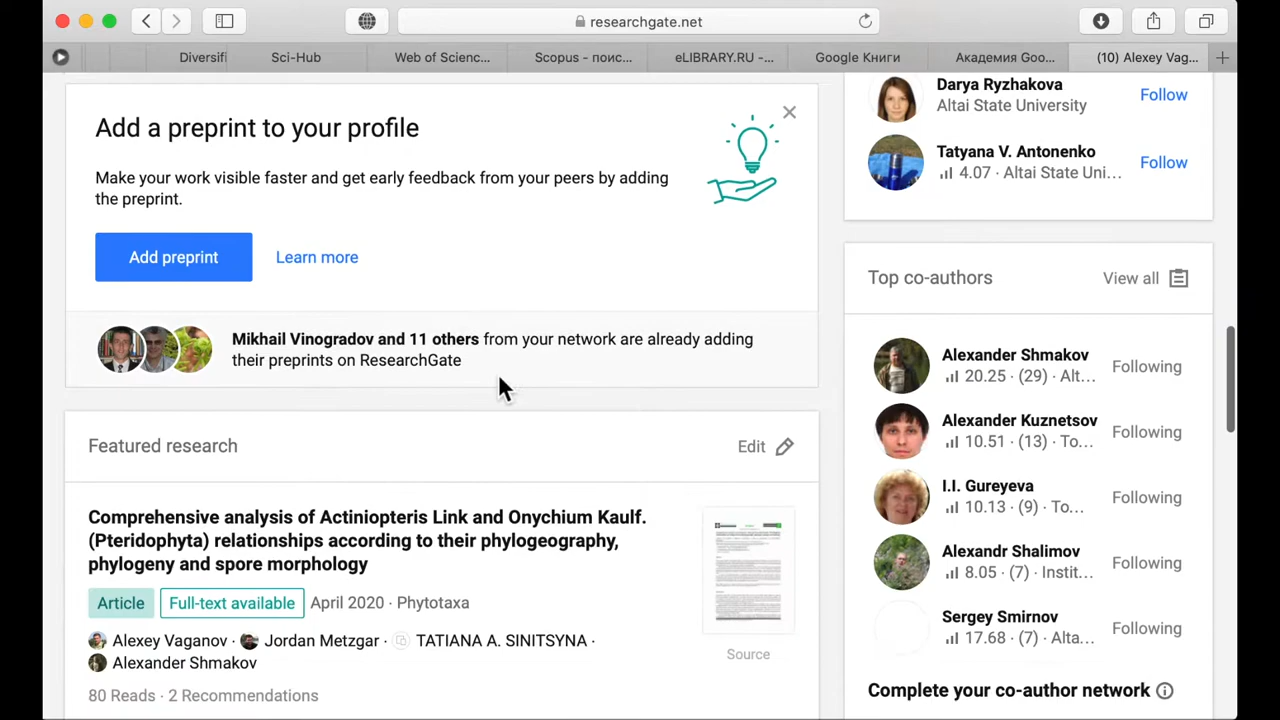 researchgate.net
Diversifi
Sci-Hub
Web of Scienc...
Scopus - поис...
eLIBRARY.RU -...
Google Книги
Академия Goo...
(10) Alexey Vag...
Add a preprint to your profile
Make your work visible faster and get early feedback from your peers by adding
the preprint.
Add preprint
Learn more
Mikhail Vinogradov and 11 others from your network are already adding
their preprints on ResearchGate
Featured research
Edit
Comprehensive analysis of Actiniopteris Link and Onychium Kaulf.
(Pteridophyta) relationships according to their phylogeography,
phylogeny and spore morphology
Article
Full-text available
April 2020 · Phytotaxa
Alexey Vaganov · Jordan Metzgar · TATIANA A. SINITSYNA ·
Alexander Shmakov
80 Reads · 2 Recommendations
Source
Darya Ryzhakova
Altai State University
Follow
Tatyana V. Antonenko
4.07 · Altai State Uni...
Follow
Top co-authors
View all
Alexander Shmakov
20.25 · (29) · Alt...
Following
Alexander Kuznetsov
10.51 · (13) · To...
Following
I.I. Gureyeva
10.13 · (9) · To...
Following
Alexandr Shalimov
8.05 · (7) · Instit...
Following
Sergey Smirnov
17.68 · (7) · Alta...
Following
Complete your co-author network